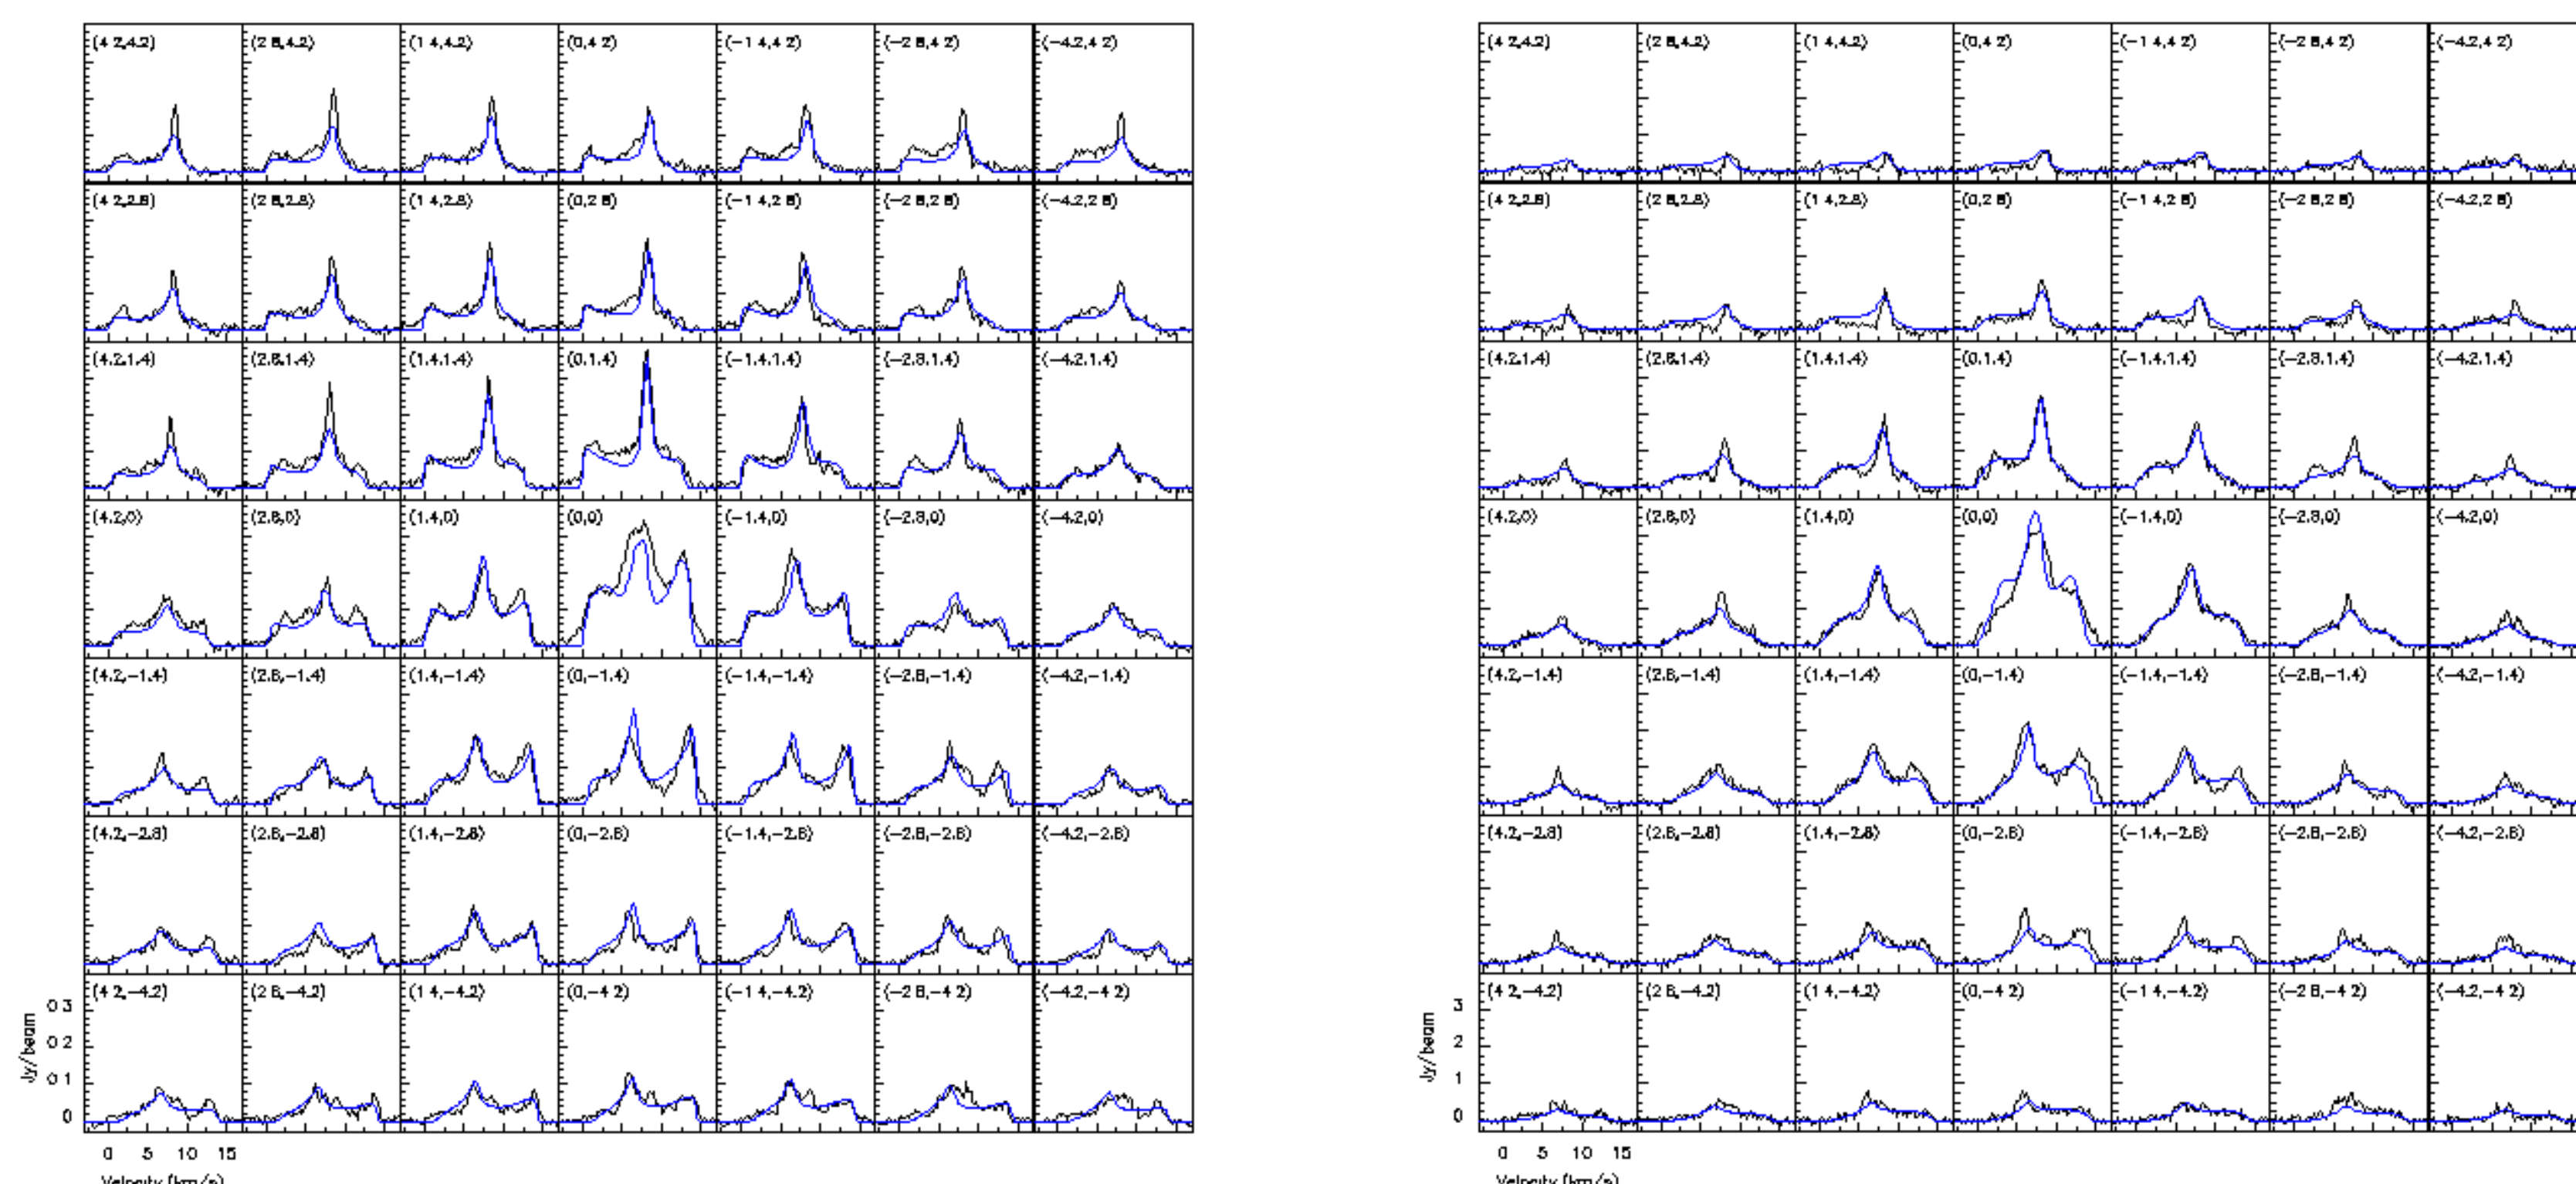 (4 2,4.2) (2 8,4.2) (1 4,4.2) (0,4 2) (−1 4,4 2) (−2 8,4 2) (−4.2,4 2)
(4 2,2.8) (2 8,2.8) (1 4,2.8) (0,2 8) (−1 4,2 8) (−2 8,2 8) (−4.2,2 8)
(4.2,1.4) (2.8,1.4) (1.4,1.4) (0,1.4) (−1.4,1.4) (−2.8,1.4) (−4.2,1.4)
(4.2,0) (2.8,0) (1.4,0) (0,0) (−1.4,0) (−2.8,0) (−4.2,0)
(4.2,−1.4) (2.8,−1.4) (1.4,−1.4) (0,−1.4) (−1.4,−1.4) (−2.8,−1.4) (−4.2,−1.4)
(4.2,−2.8) (2.8,−2.8) (1.4,−2.8) (0,−2.8) (−1.4,−2.8) (−2.8,−2.8) (−4.2,−2.8)
(4 2,−4.2) (2 8,−4.2) (1 4,−4.2) (0,−4 2) (−1 4,−4.2) (−2 8,−4 2) (−4.2,−4 2)
0 3
0 2
0 1
0
Jy/beam
0 5 10 15
Velocity (km/s)
(4 2,4.2) (2 8,4.2) (1 4,4.2) (0,4 2) (−1 4,4 2) (−2 8,4 2) (−4.2,4 2)
(4 2,2.8) (2 8,2.8) (1 4,2.8) (0,2 8) (−1 4,2 8) (−2 8,2 8) (−4.2,2 8)
(4.2,1.4) (2.8,1.4) (1.4,1.4) (0,1.4) (−1.4,1.4) (−2.8,1.4) (−4.2,1.4)
(4.2,0) (2.8,0) (1.4,0) (0,0) (−1.4,0) (−2.8,0) (−4.2,0)
(4.2,−1.4) (2.8,−1.4) (1.4,−1.4) (0,−1.4) (−1.4,−1.4) (−2.8,−1.4) (−4.2,−1.4)
(4.2,−2.8) (2.8,−2.8) (1.4,−2.8) (0,−2.8) (−1.4,−2.8) (−2.8,−2.8) (−4.2,−2.8)
(4 2,−4.2) (2 8,−4.2) (1 4,−4.2) (0,−4 2) (−1 4,−4.2) (−2 8,−4 2) (−4.2,−4 2)
3
2
1
0
Jy/beam
0 5 10 15
Velocity (km/s)